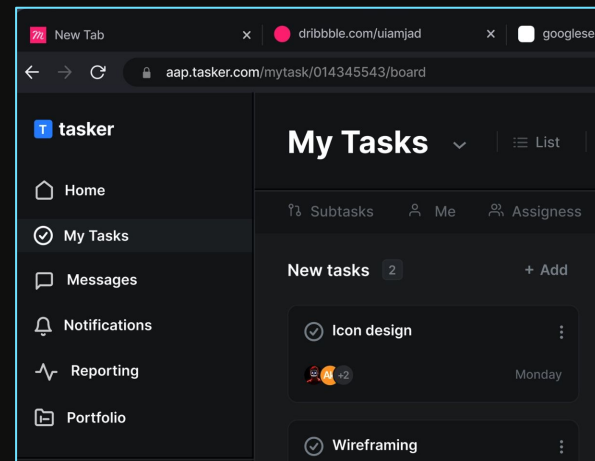 New Tab
dribbble.com/uiamjad
googlese
aap.tasker.com/mytask/014345543/board
T tasker
Home
My Tasks
Messages
Notifications
Reporting
Portfolio
My Tasks
List
Subtasks
Me
Assigness
New tasks 2
+ Add
Icon design
+2
Monday
Wireframing